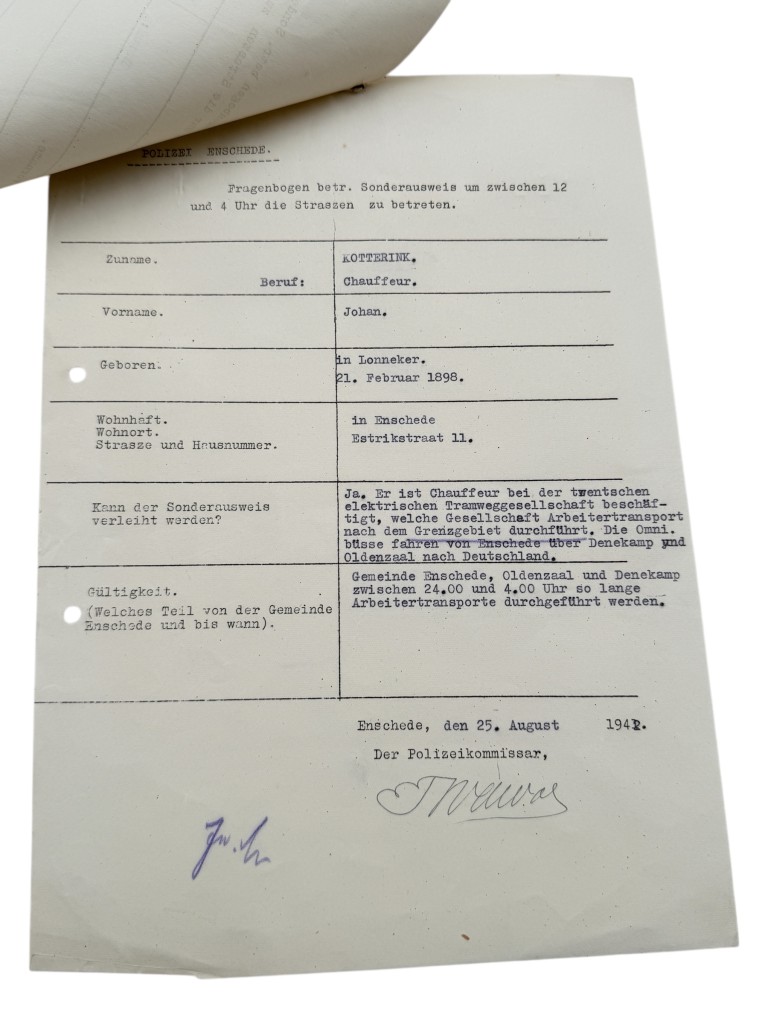 POLIZEI ENSCHEDE.
Fragenbogen betr. Sonderausweis um zwischen 12
und 4 Uhr die Straszen zu betreten.
Zuname. KOTTERINK.
Beruf: Chauffeur.
Vorname. Johan.
Geboren. in Lonneker.
21. Februar 1898.
Wohnhaft. in Enschede
Wohnort. Estrikstraat 11.
Strasze und Hausnummer.
Kann der Sonderausweis
verleiht werden?
Ja. Er ist Chauffeur bei der twentschen
elektrischen Tramweggesellschaft beschäf-
tigt, welche Gesellschaft Arbeitertransport
nach dem Grenzgebiet durchführt. Die Omni.
büsse fahren von Enschede über Denekamp und
Oldenzaal nach Deutschland.
Gültigkeit.
(Welches Teil von der Gemeinde
Enschede und bis wann).
Gemeinde Enschede, Oldenzaal und Denekamp
zwischen 24.00 und 4.00 Uhr so lange
Arbeitertransporte durchgeführt werden.
Enschede, den 25. August 1942.
Der Polizeikommissar,